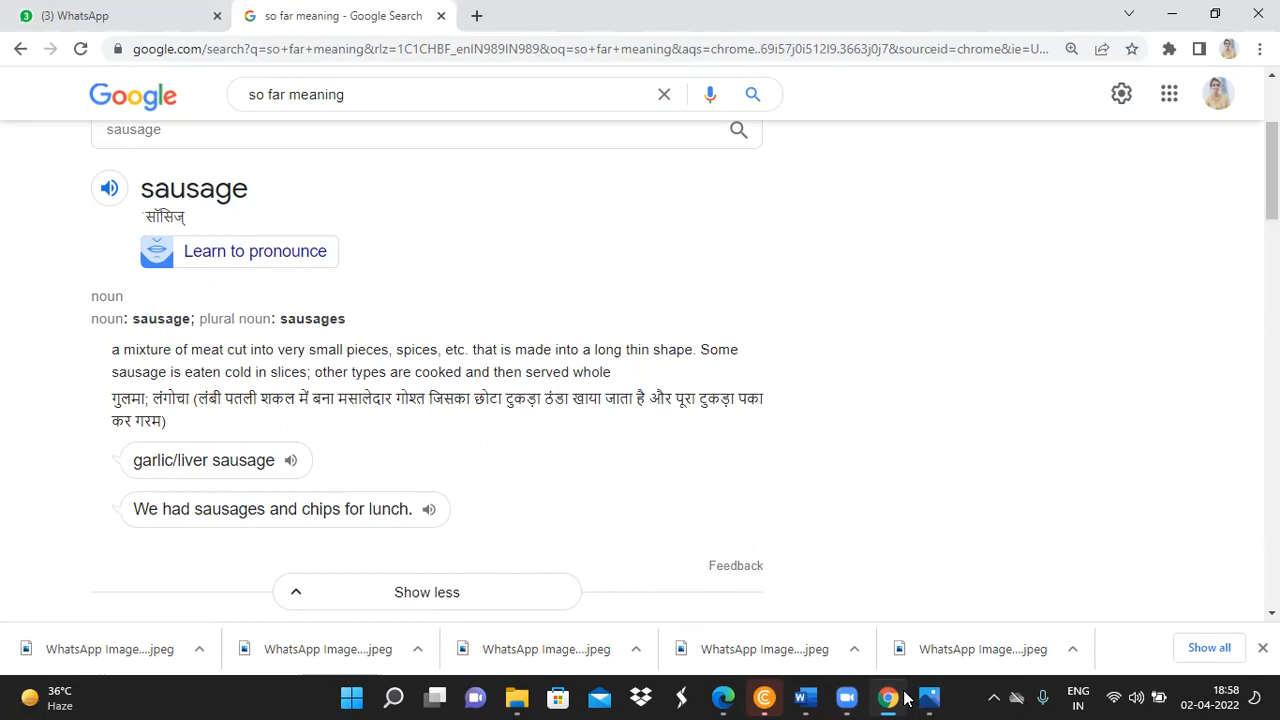 (3) WhatsApp
so far meaning - Google Search
google.com/search?q=so+far+meaning&rlz=1C1CHBF_enIN989IN989&oq=so+far+meaning&aqs=chrome..69i57j0i512l9.3663j0j7&sourceid=chrome&ie=U...
Google
so far meaning
sausage
sausage
ˈसॉसिज्
Learn to pronounce
noun
noun: sausage; plural noun: sausages
a mixture of meat cut into very small pieces, spices, etc. that is made into a long thin shape. Some
sausage is eaten cold in slices; other types are cooked and then served whole
गुलमा; लंगोचा (लंबी पतली शकल में बना मसालेदार गोश्त जिसका छोटा टुकड़ा ठंडा खाया जाता है और पूरा टुकड़ा पका
कर गरम)
garlic/liver sausage
We had sausages and chips for lunch.
Feedback
Show less
WhatsApp Image....jpeg
WhatsApp Image....jpeg
WhatsApp Image....jpeg
WhatsApp Image....jpeg
WhatsApp Image....jpeg
Show all
36°C
Haze
ENG
IN
18:58
02-04-2022